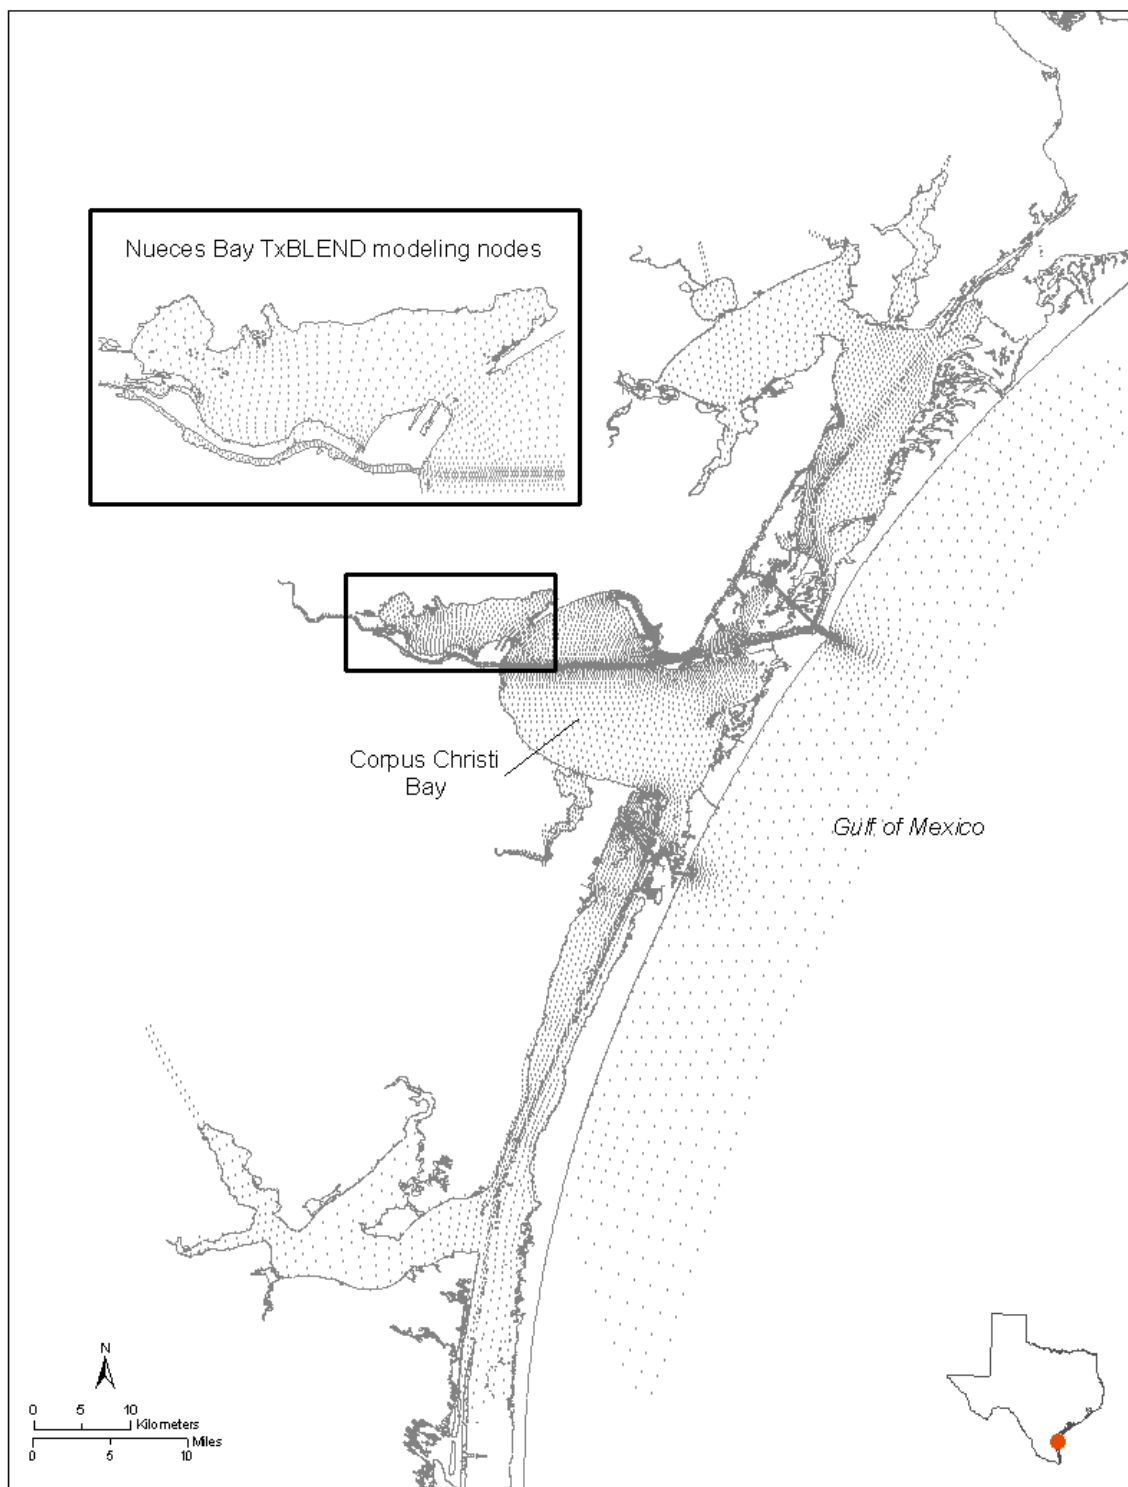 Nueces Bay TxBLEND modeling nodes
Corpus Christi
Bay
Gulf of Mexico
N
0 5 10
Kilometers
Miles
0 5 10